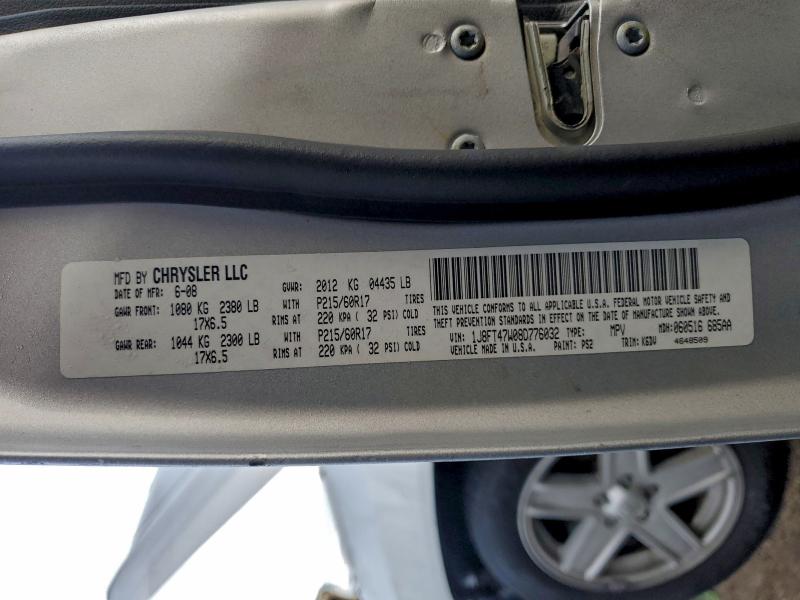 MFD BY CHRYSLER LLC
DATE OF MFR: 6-08 GVWR: 2012 KG 04435 LB
GAWR FRONT: 1080 KG 2380 LB WITH P215/60R17 TIRES
17X6.5 RIMS AT 220 KPA ( 32 PSI) COLD
GAWR REAR: 1044 KG 2300 LB WITH P215/60R17 TIRES
17X6.5 RIMS AT 220 KPA ( 32 PSI) COLD
THIS VEHICLE CONFORMS TO ALL APPLICABLE U.S.A. FEDERAL MOTOR VEHICLE SAFETY AND
THEFT PREVENTION STANDARDS IN EFFECT ON THE DATE OF MANUFACTURE SHOWN ABOVE.
VIN: 1J8FT47W08D776032 TYPE: MPV MDH: 060516 685AA
VEHICLE MADE IN U.S.A. PAINT: PS2 TRIM: K6DV 4648509